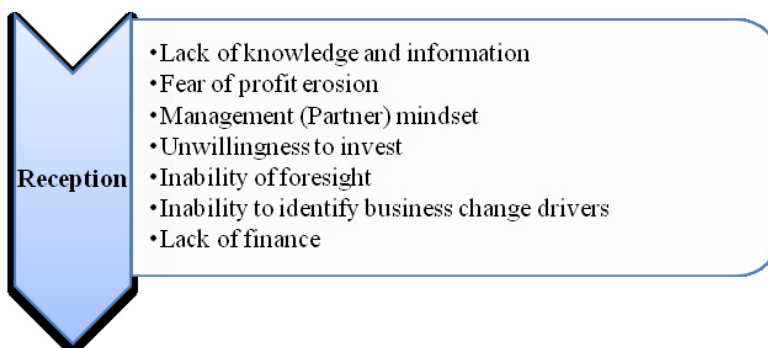 Reception
•Lack of knowledge and information
•Fear of profit erosion
•Management (Partner) mindset
•Unwillingness to invest
•Inability of foresight
•Inability to identify business change drivers
•Lack of finance